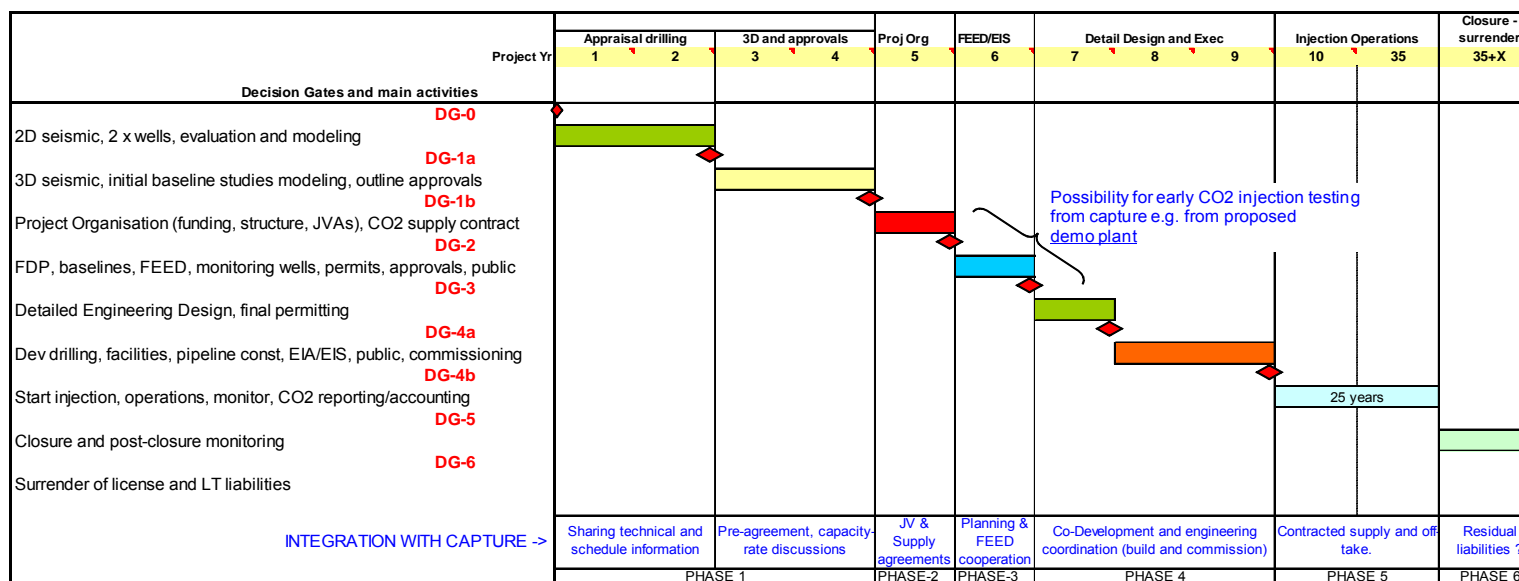 Closure -
Appraisal drilling 3D and approvals Proj Org FEED/EIS Detail Design and Exec Injection Operations surrender
Project Yr 1 2 3 4 5 6 7 8 9 10 35 35+X
Decision Gates and main activities
DG-0
2D seismic, 2 x wells, evaluation and modeling
DG-1a
3D seismic, initial baseline studies modeling, outline approvals
DG-1b
Project Organisation (funding, structure, JVAs), CO2 supply contract
DG-2
FDP, baselines, FEED, monitoring wells, permits, approvals, public
DG-3
Detailed Engineering Design, final permitting
DG-4a
Dev drilling, facilities, pipeline const, EIA/EIS, public, commissioning
DG-4b
Start injection, operations, monitor, CO2 reporting/accounting
25 years
DG-5
Closure and post-closure monitoring
DG-6
Surrender of license and LT liabilities
Possibility for early CO2 injection testing
from capture e.g. from proposed
demo plant
INTEGRATION WITH CAPTURE ->
Sharing technical and
schedule information
Pre-agreement, capacity-
rate discussions
JV &
Supply
agreements
Planning &
FEED
cooperation
Co-Development and engineering
coordination (build and commission)
Contracted supply and off-
take.
Residual
liabilities ?
PHASE 1 PHASE-2 PHASE-3 PHASE 4 PHASE 5 PHASE 6